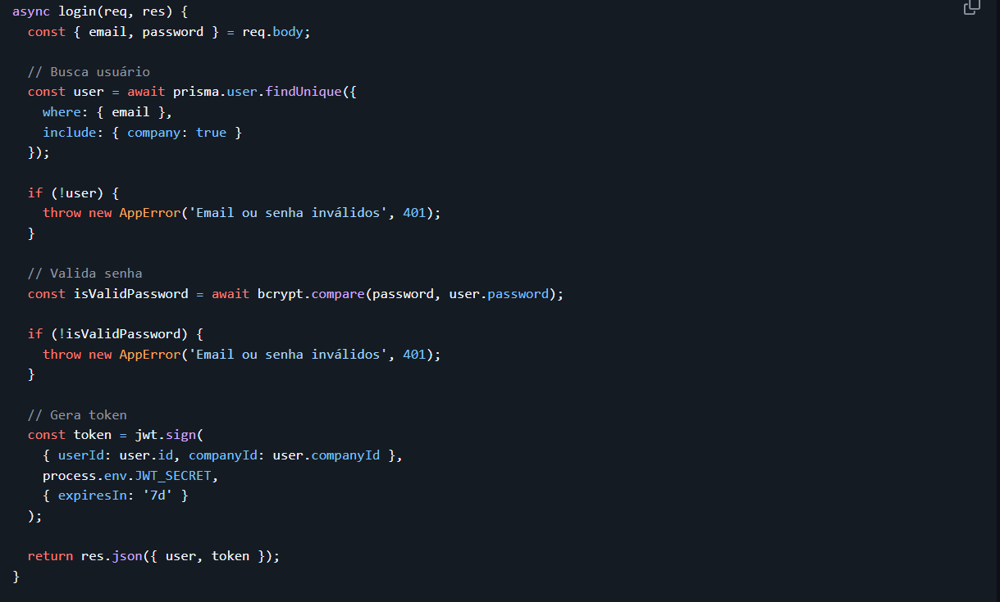 async login(req, res) {
  const { email, password } = req.body;

  // Busca usuário
  const user = await prisma.user.findUnique({
    where: { email },
    include: { company: true }
  });

  if (!user) {
    throw new AppError('Email ou senha inválidos', 401);
  }

  // Valida senha
  const isValidPassword = await bcrypt.compare(password, user.password);

  if (!isValidPassword) {
    throw new AppError('Email ou senha inválidos', 401);
  }

  // Gera token
  const token = jwt.sign(
    { userId: user.id, companyId: user.companyId },
    process.env.JWT_SECRET,
    { expiresIn: '7d' }
  );

  return res.json({ user, token });
}